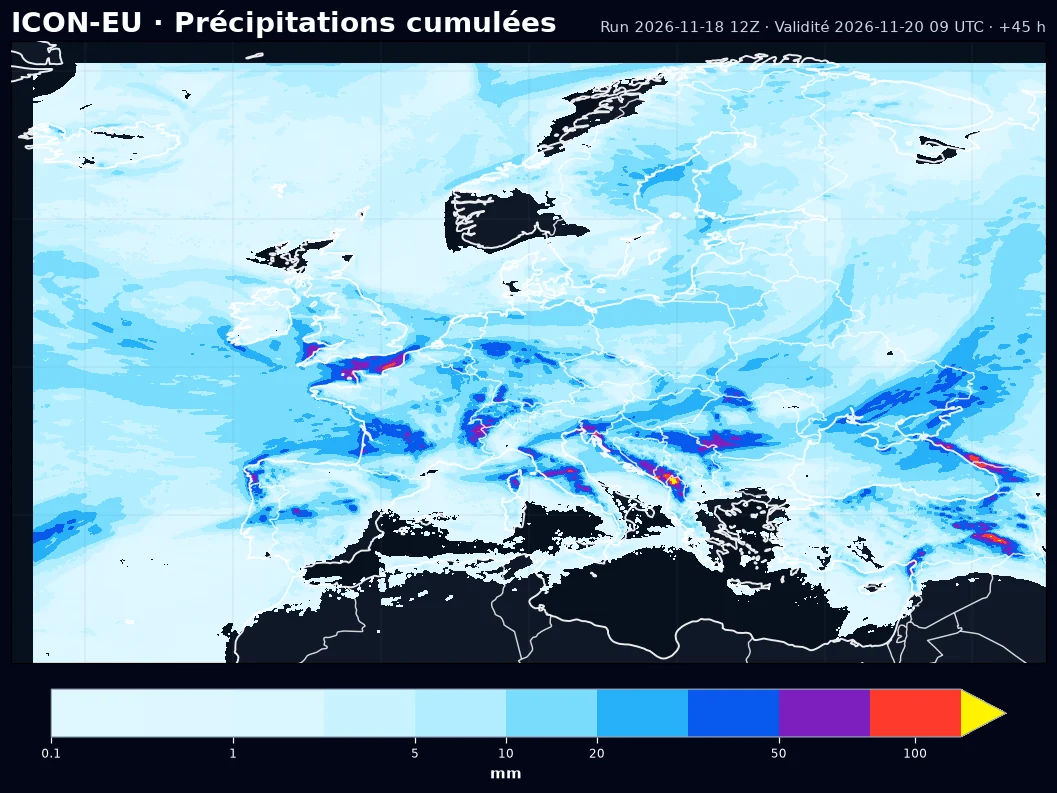 ICON-EU · Précipitations cumulées
Run 2026-11-18 12Z · Validité 2026-11-20 09 UTC · +45 h
0.1 1 5 10 20 50 100
mm